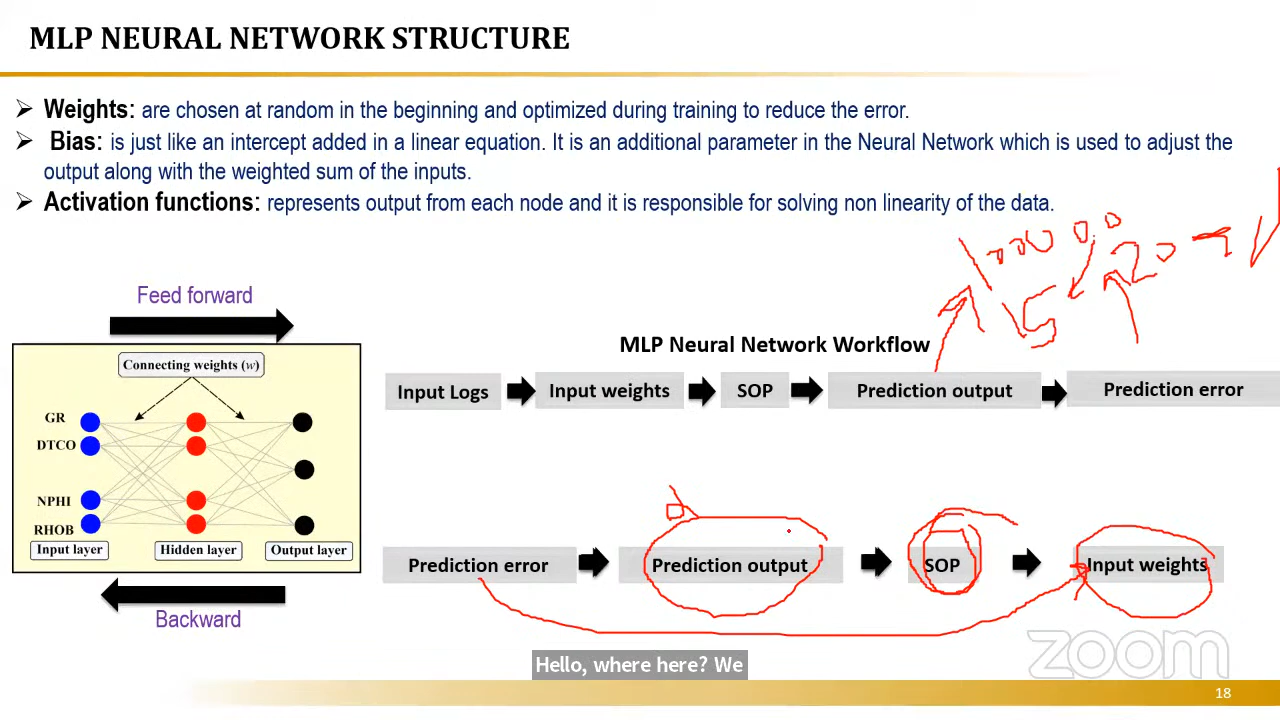 MLP NEURAL NETWORK STRUCTURE
➢ Weights: are chosen at random in the beginning and optimized during training to reduce the error.
➢ Bias: is just like an intercept added in a linear equation. It is an additional parameter in the Neural Network which is used to adjust the
output along with the weighted sum of the inputs.
➢ Activation functions: represents output from each node and it is responsible for solving non linearity of the data.
Feed forward
Connecting weights (w)
GR
DTCO
NPHI
RHOB
Input layer
Hidden layer
Output layer
Backward
MLP Neural Network Workflow
Input Logs
Input weights
SOP
Prediction output
Prediction error
Prediction error
Prediction output
SOP
Input weights
15
20
zoom
Hello, where here? We
18